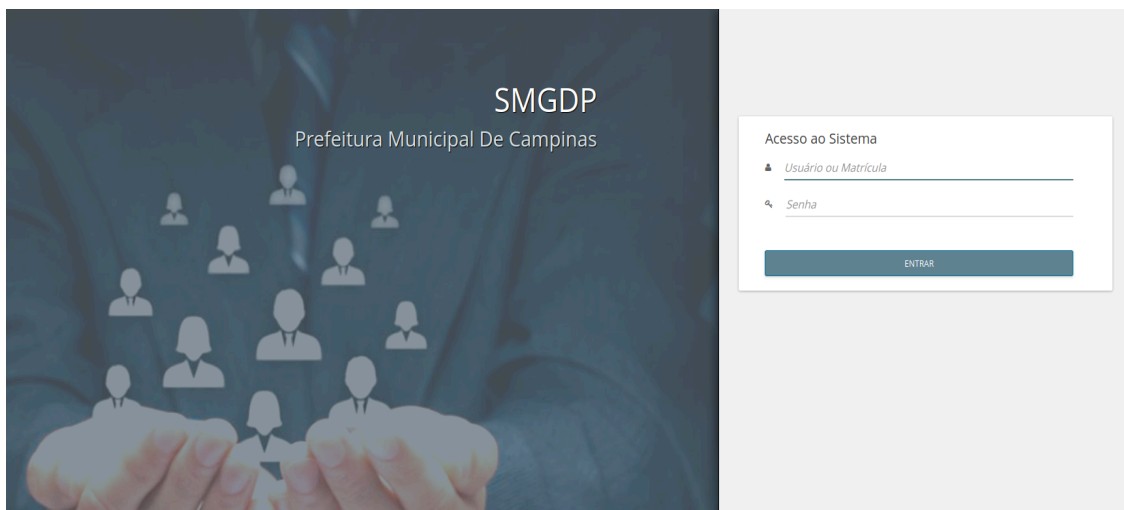 SMGDP
Prefeitura Municipal De Campinas
Acesso ao Sistema
Usuário ou Matrícula
Senha
ENTRAR